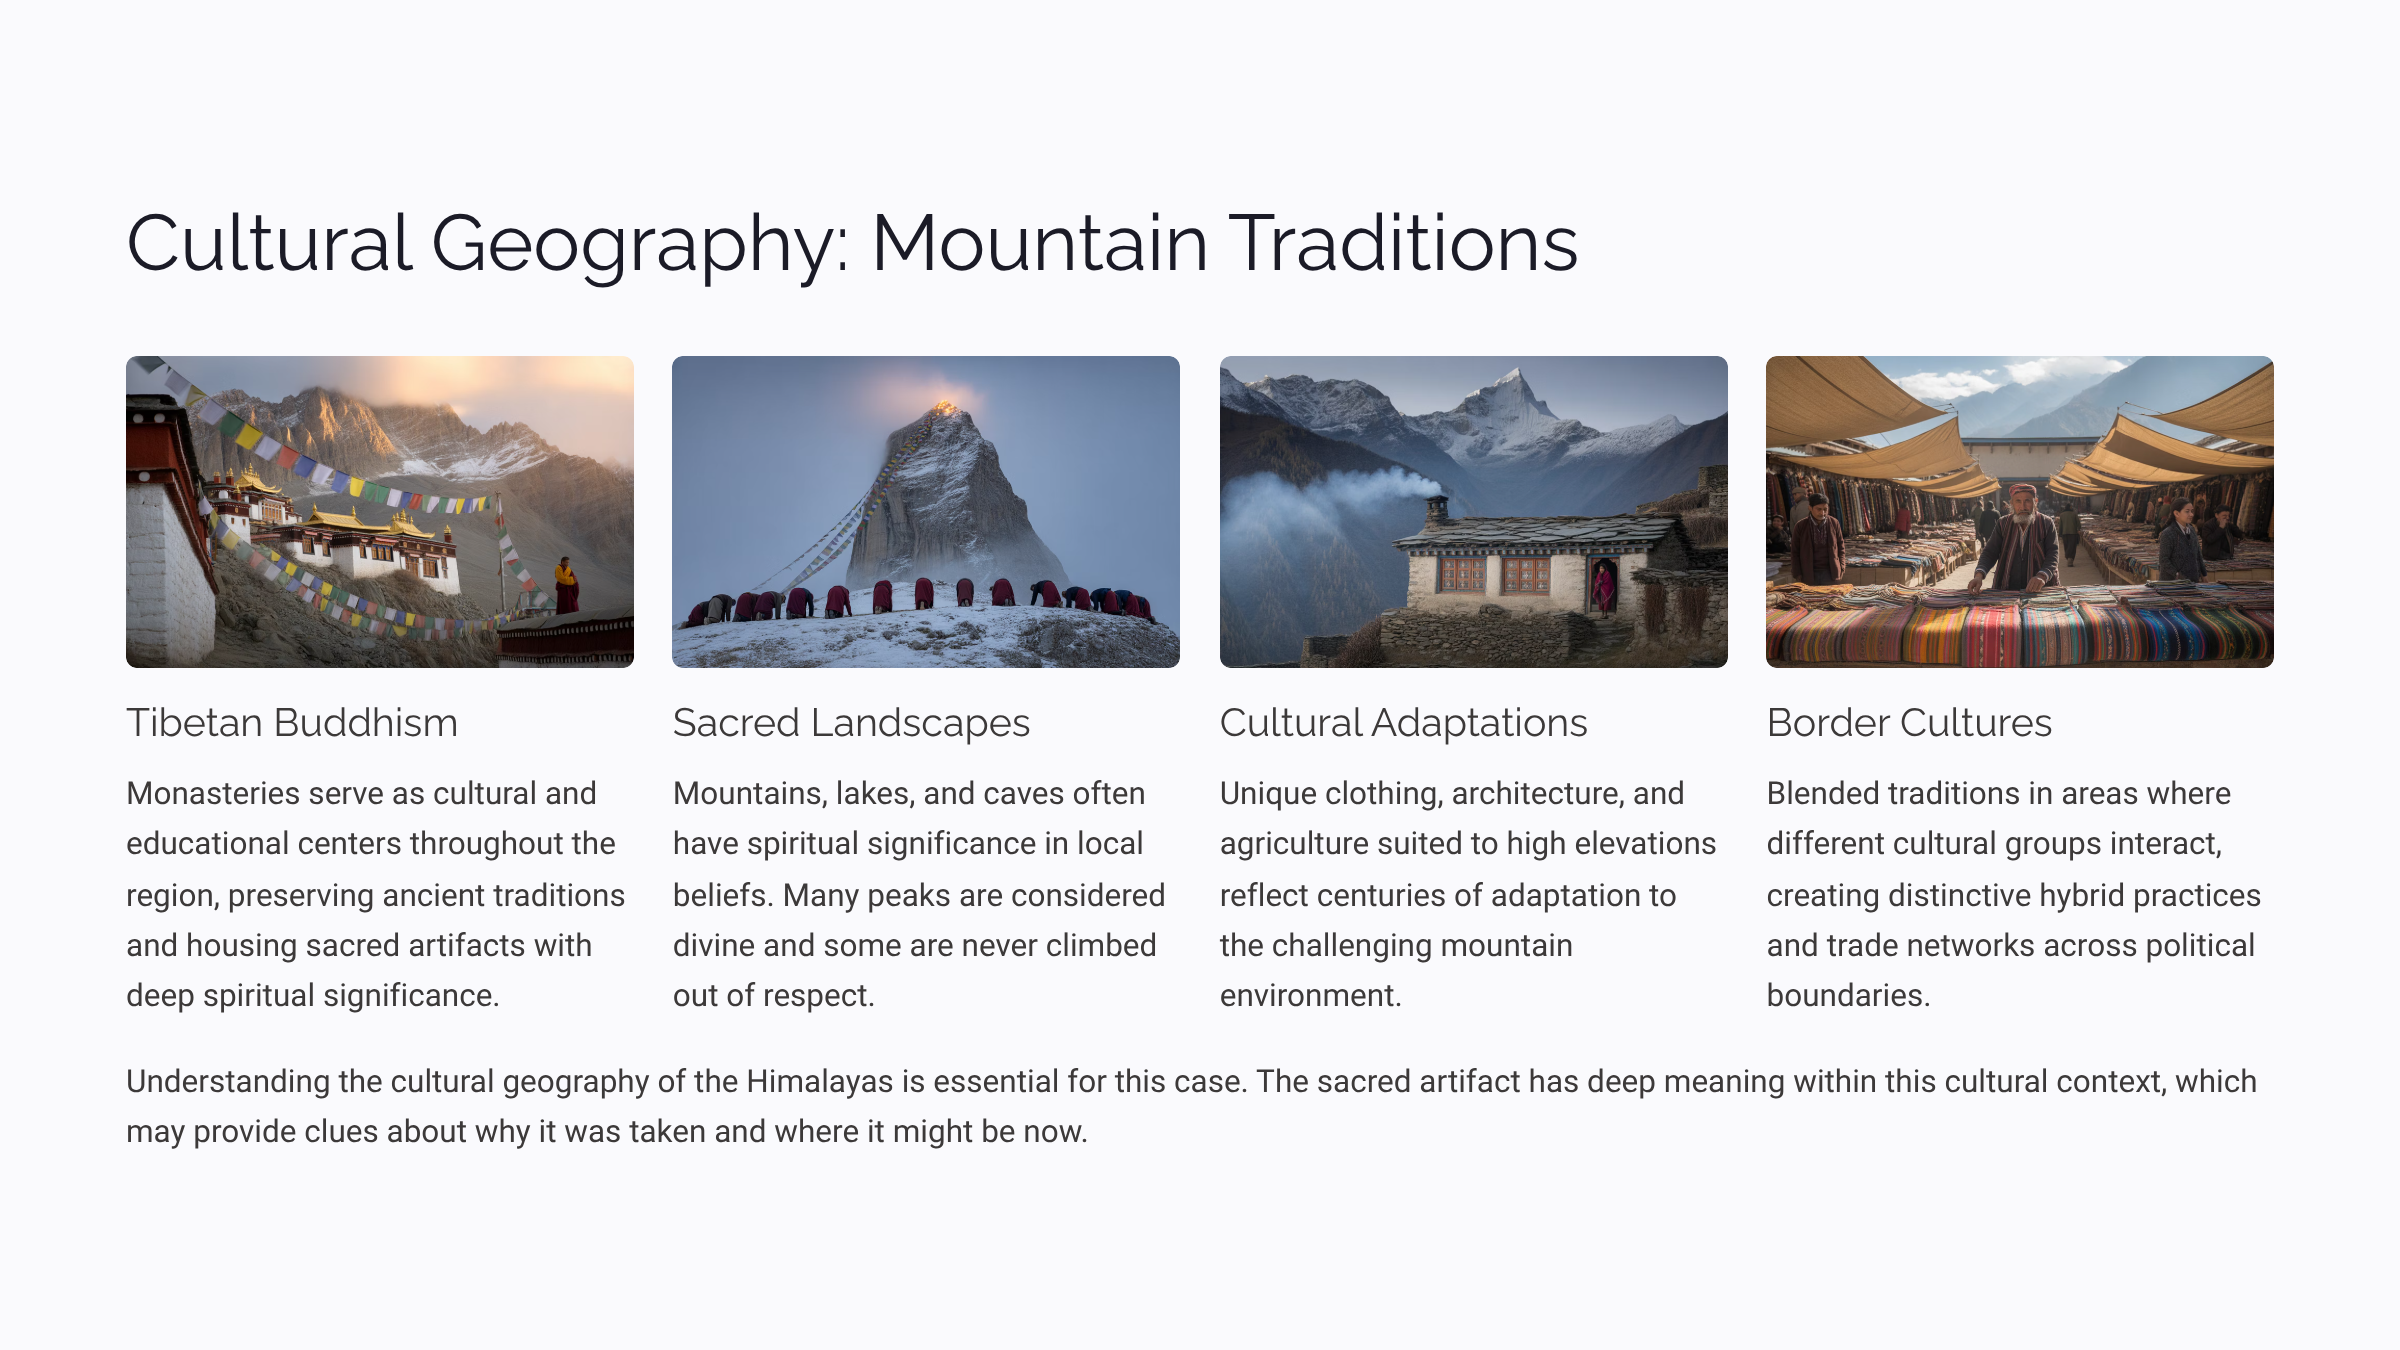 Cultural Geography: Mountain Traditions
Tibetan Buddhism
Monasteries serve as cultural and
educational centers throughout the
region, preserving ancient traditions
and housing sacred artifacts with
deep spiritual significance.
Sacred Landscapes
Mountains, lakes, and caves often
have spiritual significance in local
beliefs. Many peaks are considered
divine and some are never climbed
out of respect.
Cultural Adaptations
Unique clothing, architecture, and
agriculture suited to high elevations
reflect centuries of adaptation to
the challenging mountain
environment.
Border Cultures
Blended traditions in areas where
different cultural groups interact,
creating distinctive hybrid practices
and trade networks across political
boundaries.
Understanding the cultural geography of the Himalayas is essential for this case. The sacred artifact has deep meaning within this cultural context, which
may provide clues about why it was taken and where it might be now.